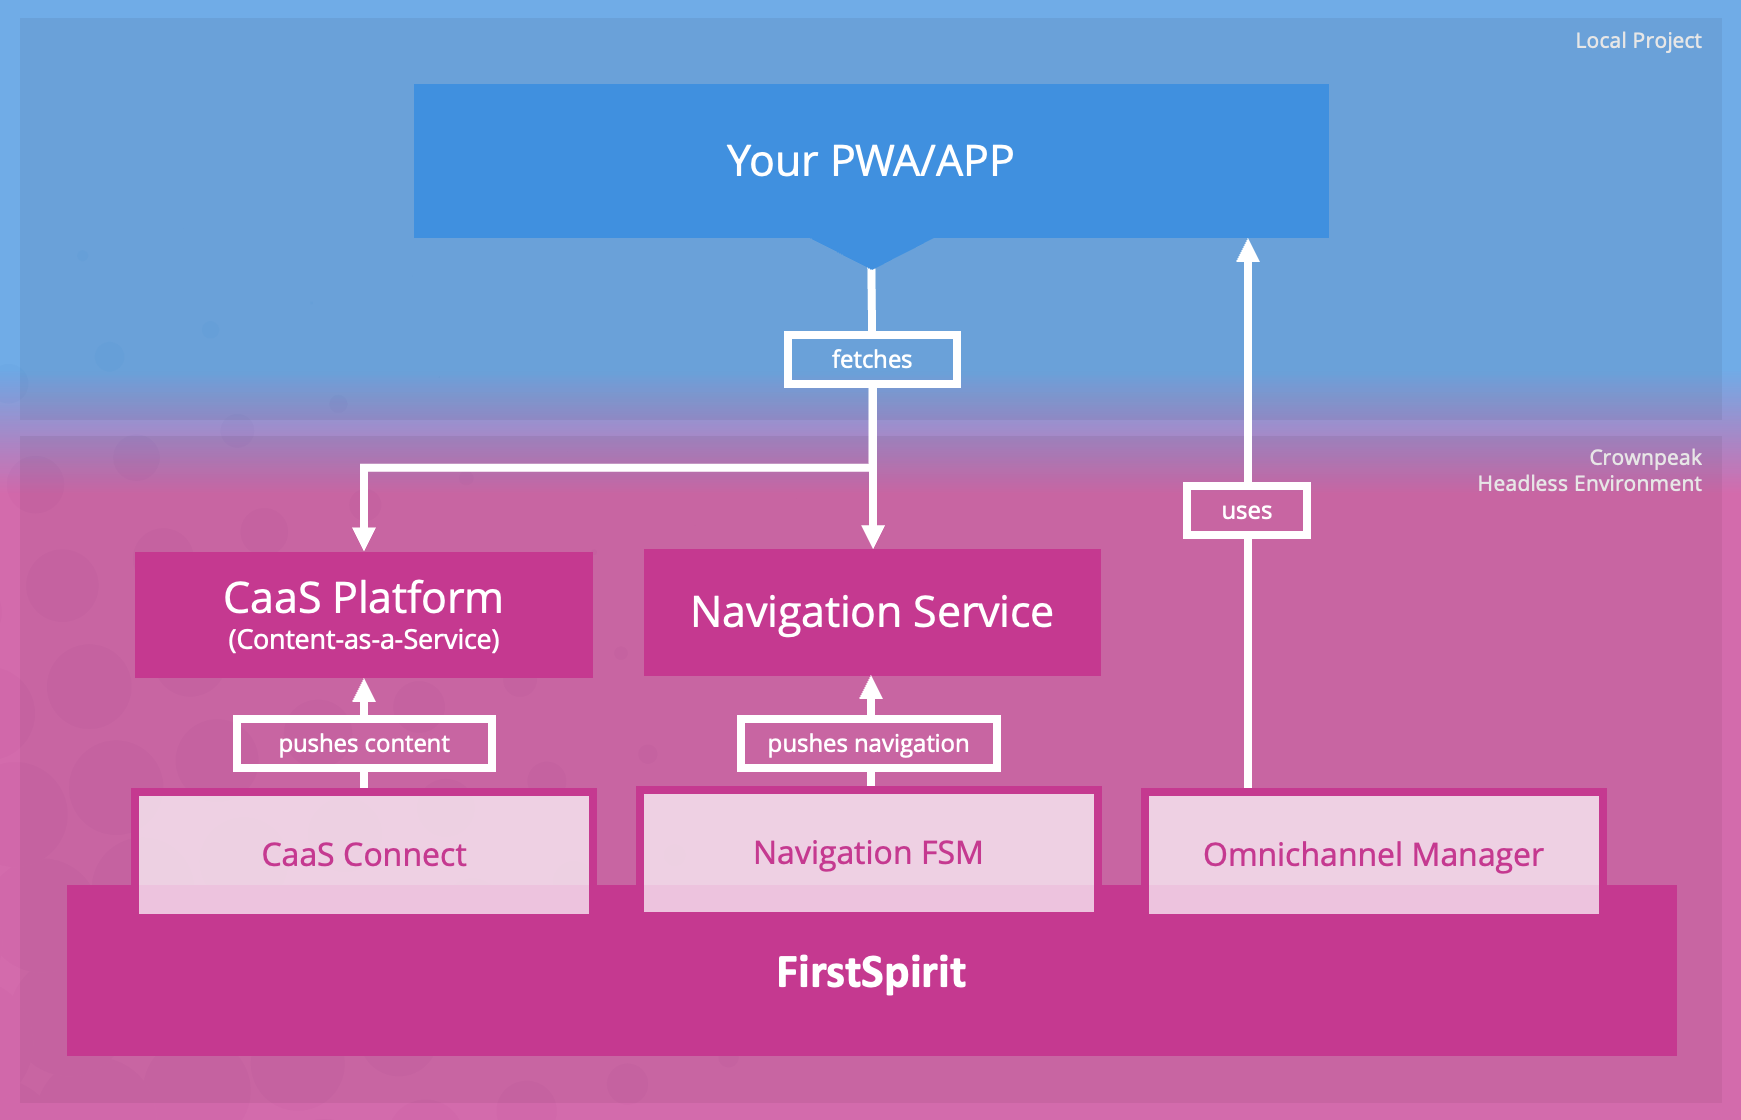 Local Project
Your PWA/APP
fetches
Crownpeak
Headless Environment
uses
CaaS Platform
(Content-as-a-Service)
Navigation Service
pushes content
pushes navigation
CaaS Connect
Navigation FSM
Omnichannel Manager
FirstSpirit